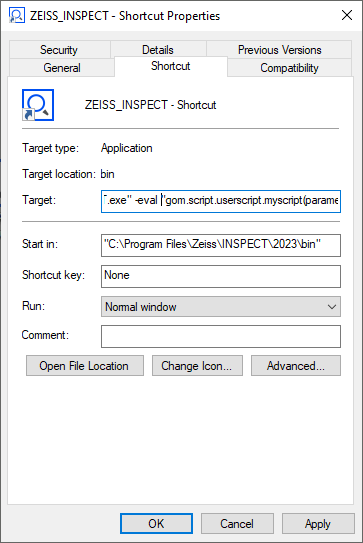 ZEISS_INSPECT - Shortcut Properties
Security Details Previous Versions
General Shortcut Compatibility
ZEISS_INSPECT - Shortcut
Target type: Application
Target location: bin
Target: .exe" -eval "gom.script.userscript.myscript(parame
Start in: "C:\Program Files\Zeiss\INSPECT\2023\bin"
Shortcut key: None
Run: Normal window
Comment:
Open File Location Change Icon... Advanced...
OK Cancel Apply